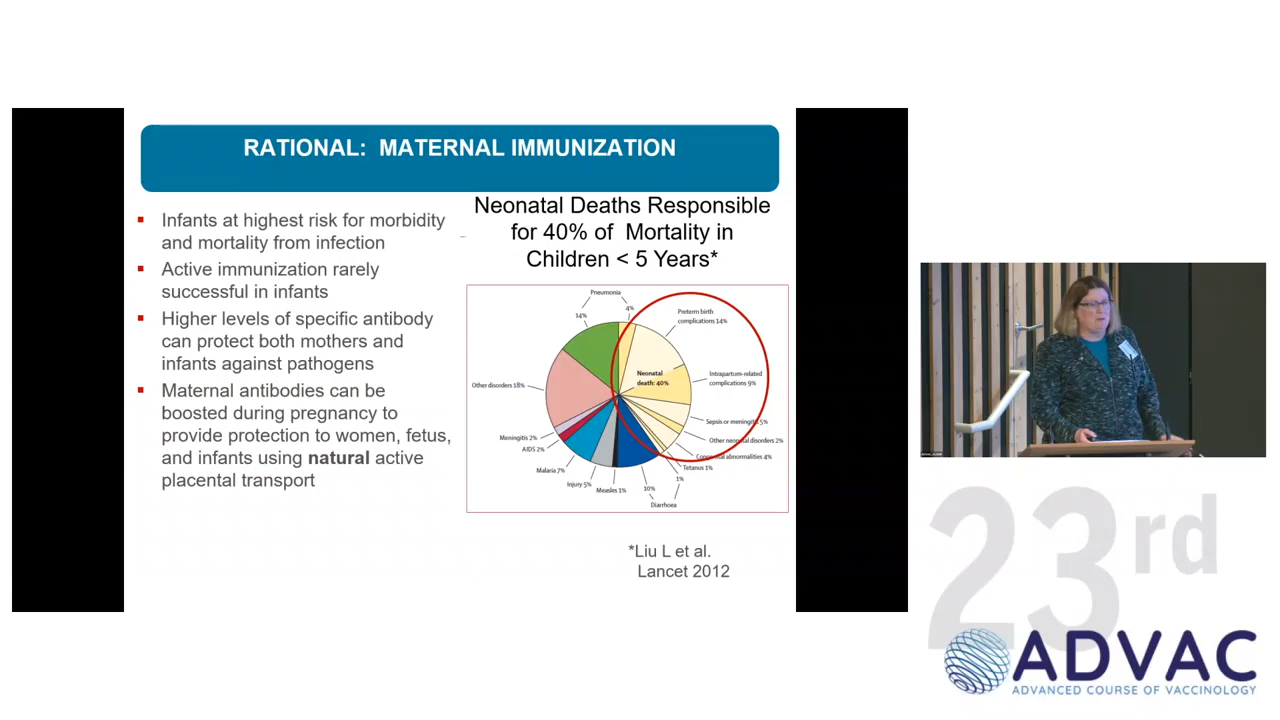 RATIONAL: MATERNAL IMMUNIZATION
Infants at highest risk for morbidity
and mortality from infection
Active immunization rarely
successful in infants
Higher levels of specific antibody
can protect both mothers and
infants against pathogens
Maternal antibodies can be
boosted during pregnancy to
provide protection to women, fetus,
and infants using natural active
placental transport
Neonatal Deaths Responsible
for 40% of Mortality in
Children < 5 Years*
Pneumonia
14%
4%
Preterm birth
complications 14%
Intrapartum-related
complications 9%
Neonatal
death: 40%
Sepsis or meningitis 5%
Other neonatal disorders 2%
Congenital abnormalities 4%
Tetanus 1%
1%
10%
Diarrhoea
Measles 1%
Injury 5%
Malaria 7%
AIDS 2%
Meningitis 2%
Other disorders 18%
*Liu L et al.
Lancet 2012
23rd
ADVAC
ADVANCED COURSE OF VACCINOLOGY